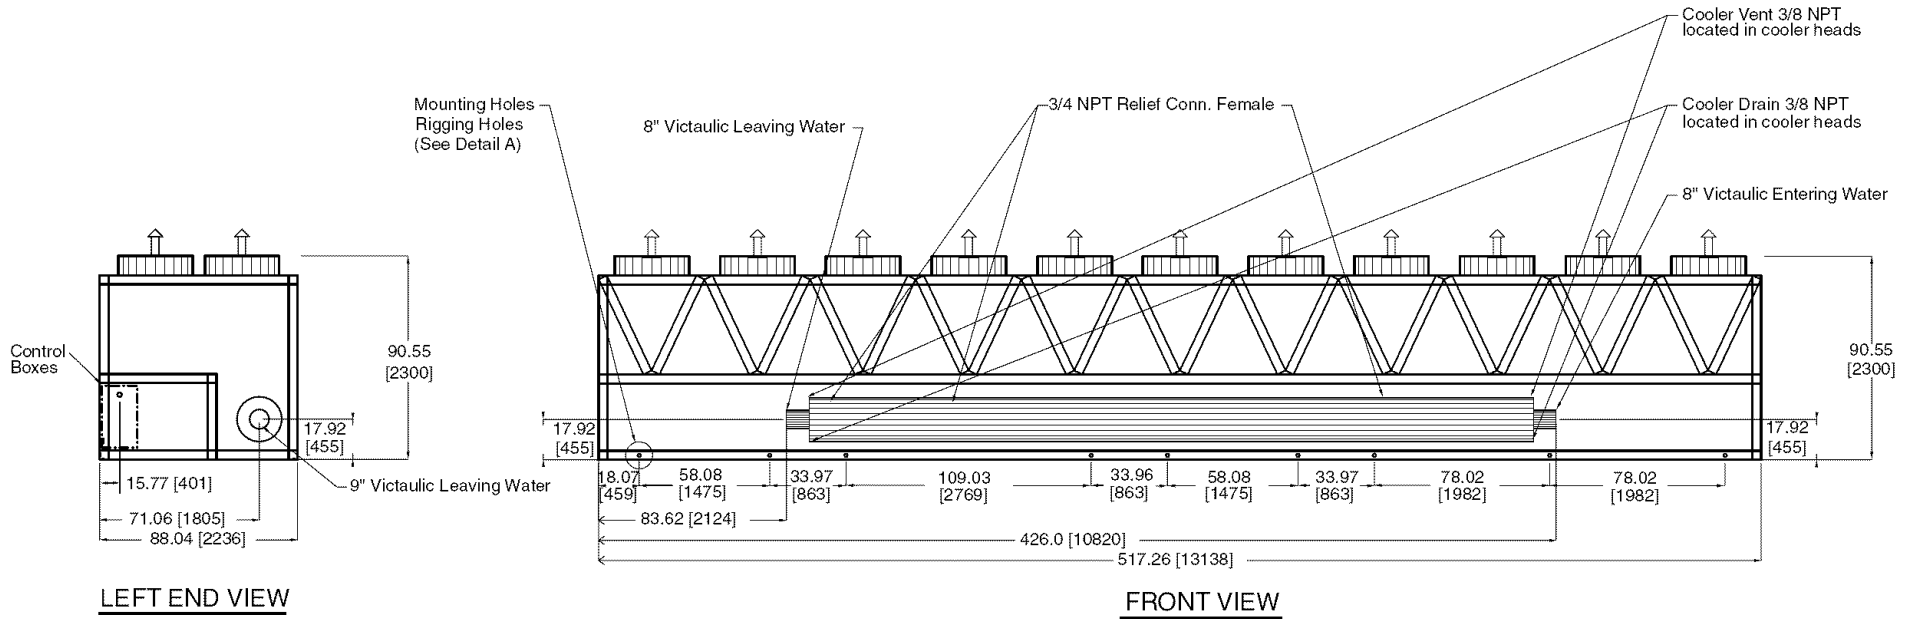 Cooler Vent 3/8 NPT
located in cooler heads
Mounting Holes
Rigging Holes
(See Detail A)
8" Victaulic Leaving Water
3/4 NPT Relief Conn. Female
Cooler Drain 3/8 NPT
located in cooler heads
8" Victaulic Entering Water
Control
Boxes
90.55
[2300]
17.92
[455]
9" Victaulic Leaving Water
15.77 [401]
71.06 [1805]
88.04 [2236]
LEFT END VIEW
17.92
[455]
90.55
[2300]
17.92
[455]
18.07
[459]
58.08
[1475]
33.97
[863]
109.03
[2769]
33.96
[863]
58.08
[1475]
33.97
[863]
78.02
[1982]
78.02
[1982]
83.62 [2124]
426.0 [10820]
517.26 [13138]
FRONT VIEW